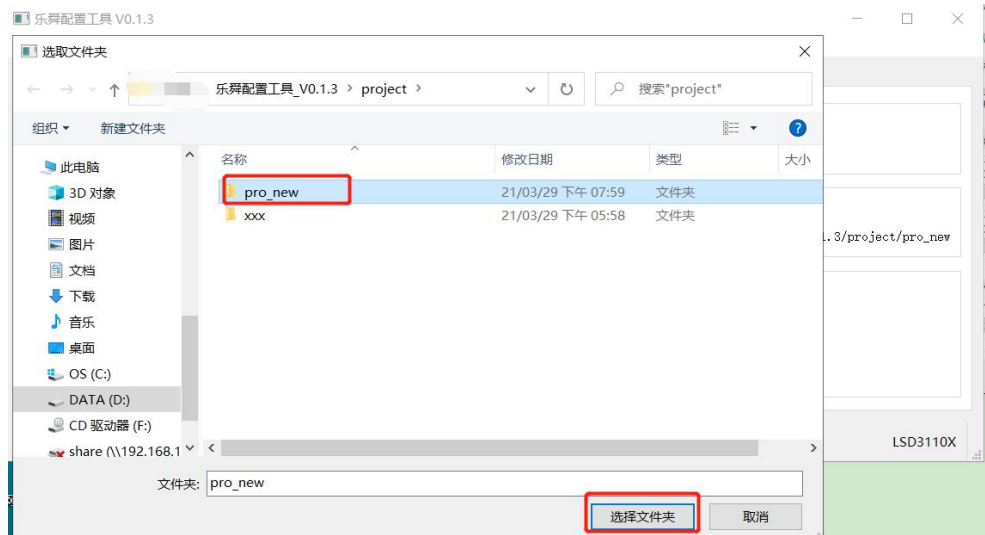 乐舜配置工具 V0.1.3
选取文件夹
乐舜配置工具_V0.1.3 › project ›
搜索"project"
组织
新建文件夹
名称 修改日期 类型 大小
此电脑
3D 对象
视频
图片
文档
下载
音乐
桌面
OS (C:)
DATA (D:)
CD 驱动器 (F:)
share (\\192.168.1
pro_new 21/03/29 下午 07:59 文件夹
xxx 21/03/29 下午 05:58 文件夹
.3/project/pro_new
LSD3110X
文件夹: pro_new
选择文件夹 取消